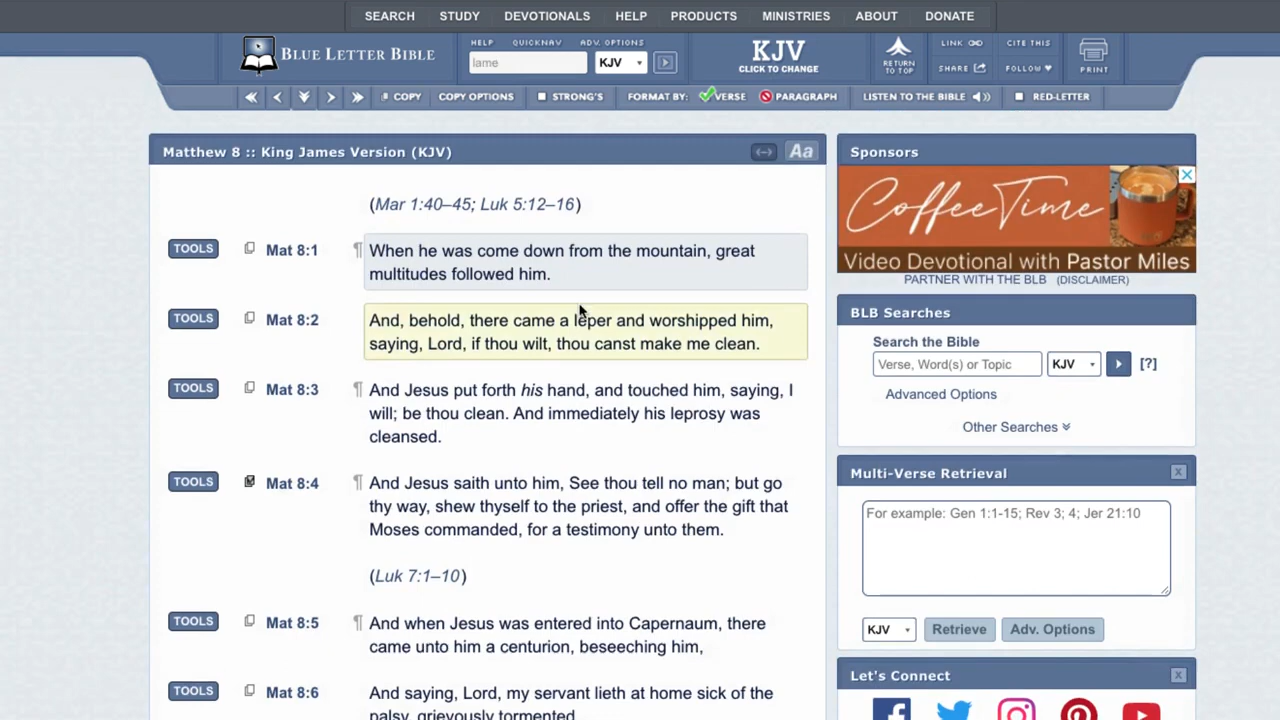 SEARCH STUDY DEVOTIONALS HELP PRODUCTS MINISTRIES ABOUT DONATE
BLUE LETTER BIBLE
HELP QUICKNAV ADV. OPTIONS
lame KJV
KJV
CLICK TO CHANGE
RETURN
TO TOP
LINK CITE THIS
SHARE FOLLOW
PRINT
COPY COPY OPTIONS STRONG'S FORMAT BY: VERSE PARAGRAPH LISTEN TO THE BIBLE RED-LETTER
Matthew 8 :: King James Version (KJV) Aa
(Mar 1:40–45; Luk 5:12–16)
TOOLS Mat 8:1 ¶ When he was come down from the mountain, great
multitudes followed him.
TOOLS Mat 8:2 And, behold, there came a leper and worshipped him,
saying, Lord, if thou wilt, thou canst make me clean.
TOOLS Mat 8:3 ¶ And Jesus put forth his hand, and touched him, saying, I
will; be thou clean. And immediately his leprosy was
cleansed.
TOOLS Mat 8:4 ¶ And Jesus saith unto him, See thou tell no man; but go
thy way, shew thyself to the priest, and offer the gift that
Moses commanded, for a testimony unto them.
(Luk 7:1–10)
TOOLS Mat 8:5 ¶ And when Jesus was entered into Capernaum, there
came unto him a centurion, beseeching him,
TOOLS Mat 8:6 And saying, Lord, my servant lieth at home sick of the
palsy, grievously tormented.
Sponsors
CoffeeTime
Video Devotional with Pastor Miles
PARTNER WITH THE BLB (DISCLAIMER)
BLB Searches
Search the Bible
Verse, Word(s) or Topic KJV [?]
Advanced Options
Other Searches
Multi-Verse Retrieval X
For example: Gen 1:1-15; Rev 3; 4; Jer 21:10
KJV Retrieve Adv. Options
Let's Connect X